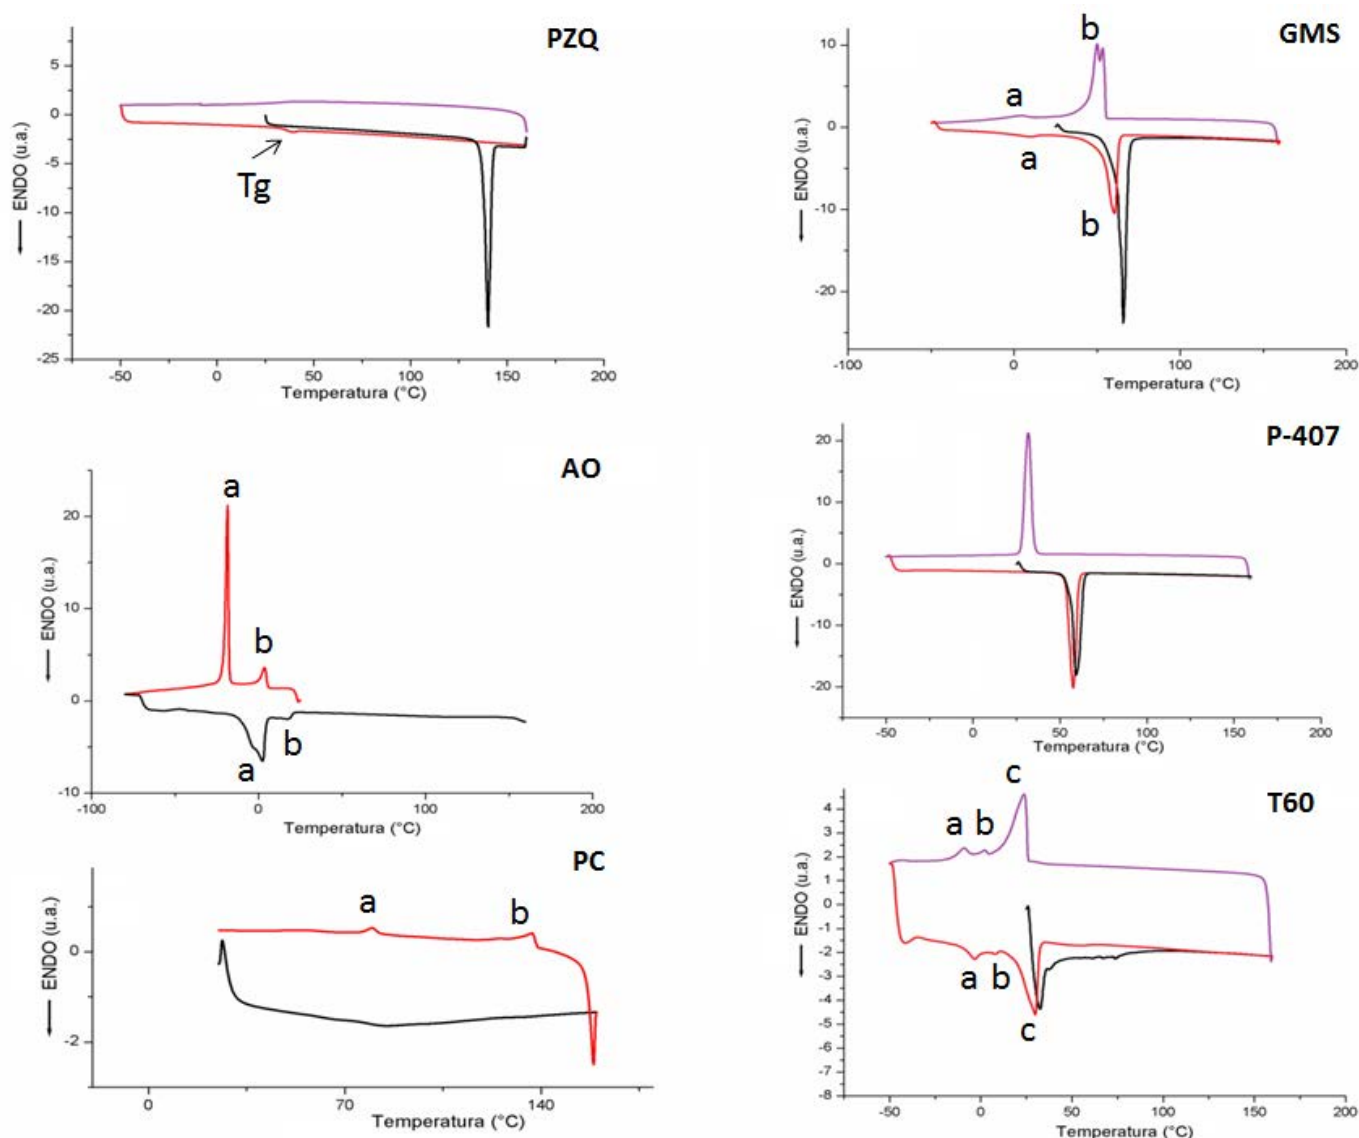 PZQ
5
0
-5
-10
-15
-20
-25
ENDO (u.a.)
Tg
-50
0
50
100
150
200
Temperatura (°C)
GMS
10
0
-10
-20
ENDO (u.a.)
a
b
a
b
-100
0
100
200
Temperatura (°C)
AO
20
10
0
-10
ENDO (u.a.)
a
b
a
b
-100
0
100
200
Temperatura (°C)
P-407
20
10
0
-10
-20
ENDO (u.a.)
-50
0
50
100
150
200
Temperatura (°C)
PC
0
-2
ENDO (u.a.)
a
b
0
70
140
Temperatura (°C)
T60
4
3
2
1
0
-1
-2
-3
-4
-5
-6
-7
-8
ENDO (u.a.)
a
b
c
a
b
c
-50
0
50
100
150
200
Temperatura (°C)